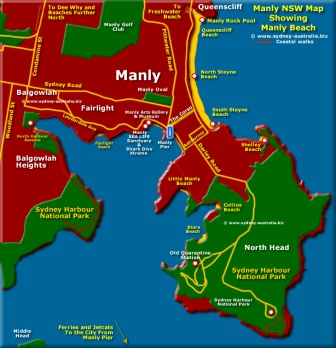 Manly NSW Map
Showing
Manly Beach
© www.sydney-australia.biz
Coastal walks
To Dee Why and
Beaches Further
North
Condamine St
Manly Golf
Club
Pittwater Road
To
Freshwater
Beach
Queenscliff
Manly Rock Pool
Queenscliff
Beach
Manly
North Steyne
Beach
Sydney Road
Manly Oval
Balgowlah
© www.sydney-australia.biz
Woodland St
Fairlight
Lauderdale Ave
Manly Arts Gallery
& Museum
The Corso
South Steyne
Beach
North Harbour
Reserve
Fairlight
Beach
Manly
SEA LIFE
Sanctuary
&
Shark Dive
Xtreme
Manly
Pier
Ashburner
Darley Road
Shelley
Beach
Balgowlah
Heights
Little Manly
Beach
Sydney Harbour
National Park
Collins
Beach
© www.sydney-australia.biz
Store
Beach
North Head
Old Quarantine
Station
Sydney Harbour
National Park
Sydney Harbour
National Park
Middle
Head
Ferries and Jetcats
To the City From
Manly Pier